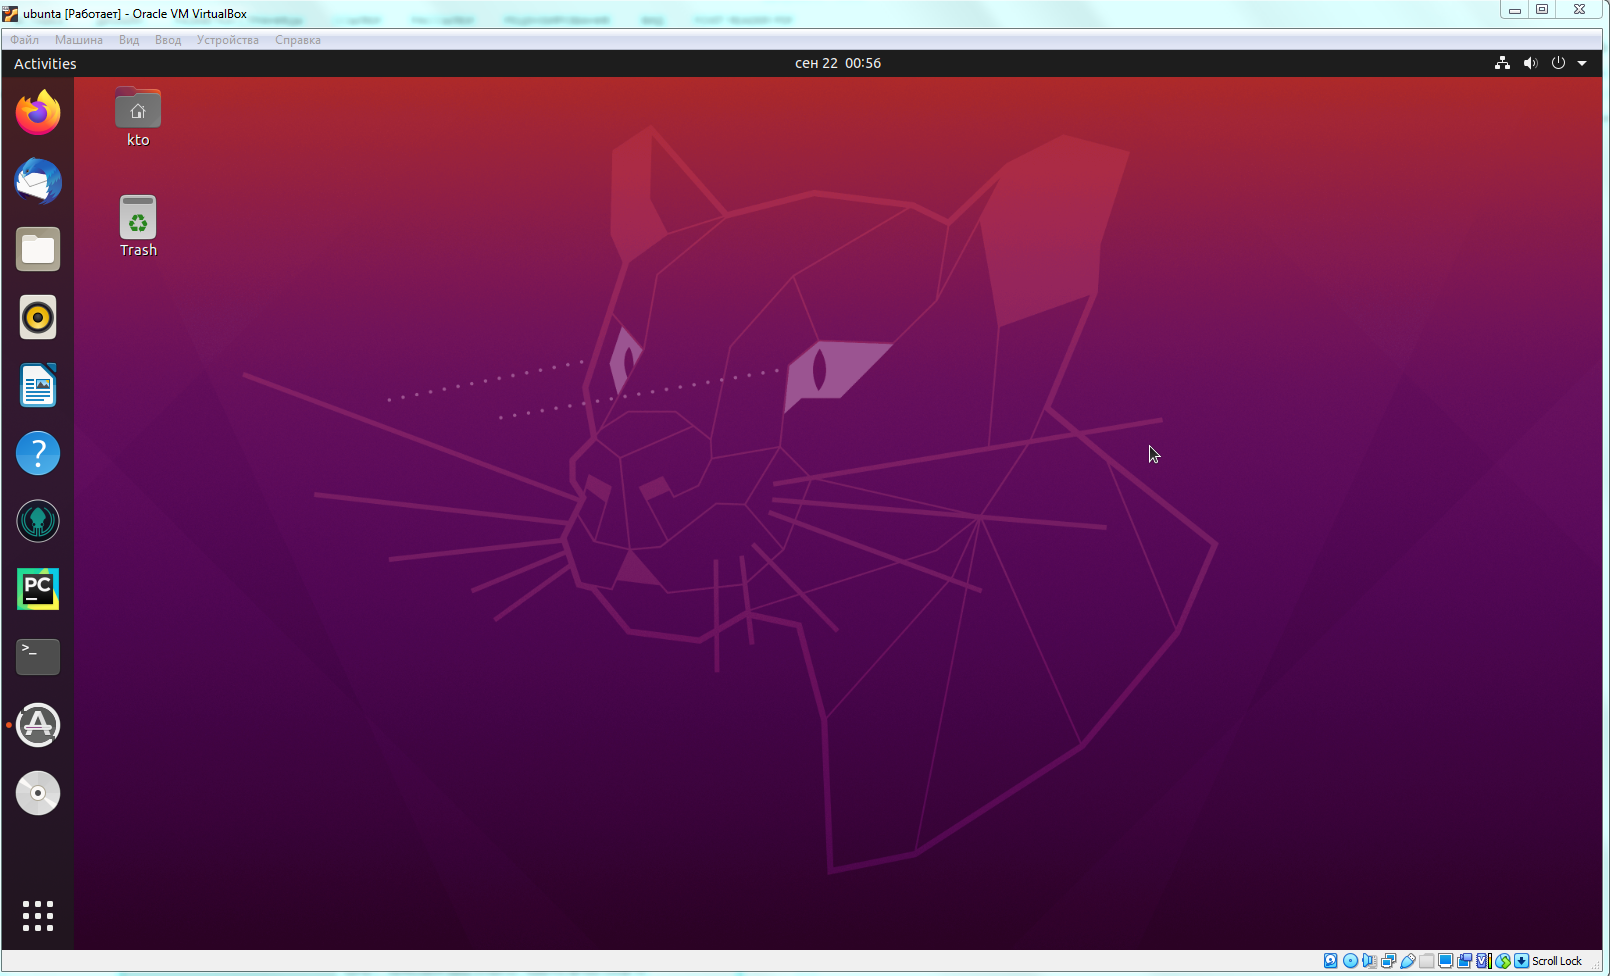 ubunta [Работает] - Oracle VM VirtualBox
Файл Машина Вид Ввод Устройства Справка
Activities
сен 22 00:56
kto
Trash
?
PC
>_
Scroll Lock